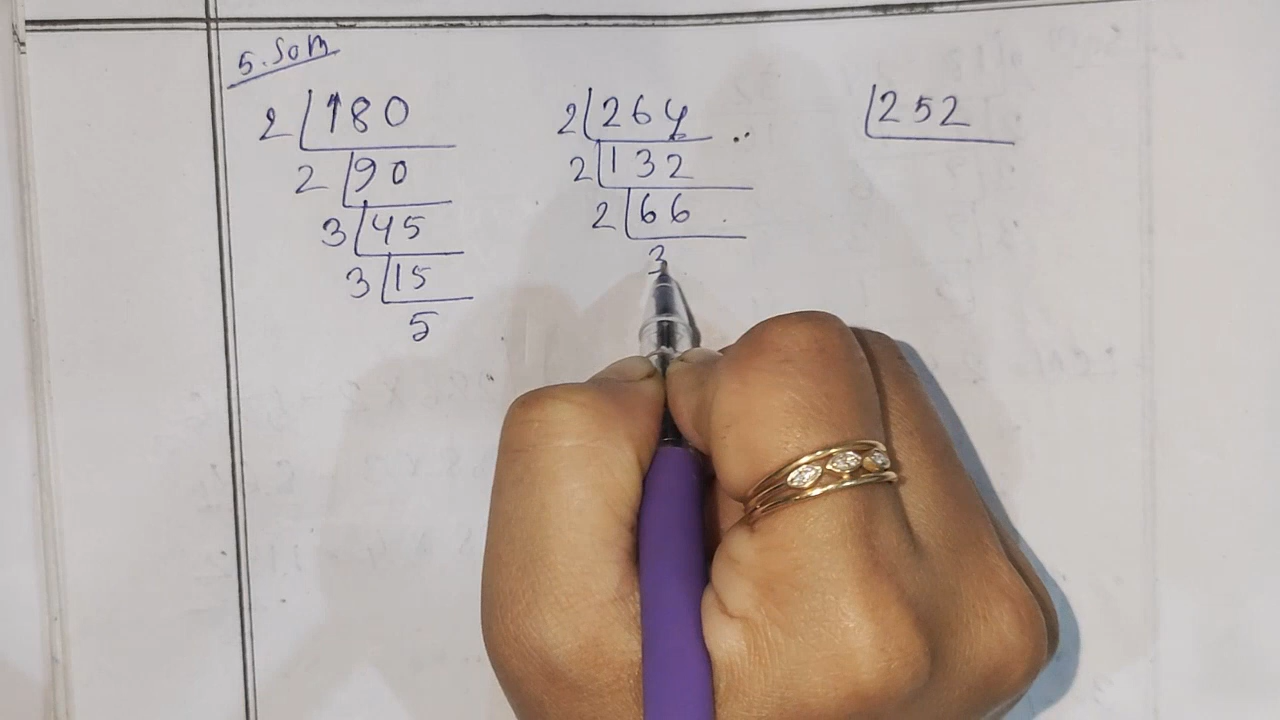 5. Som
2 | 180
2 | 90
3 | 45
3 | 15
5
2 | 264
2 | 132
2 | 66
3
| 252